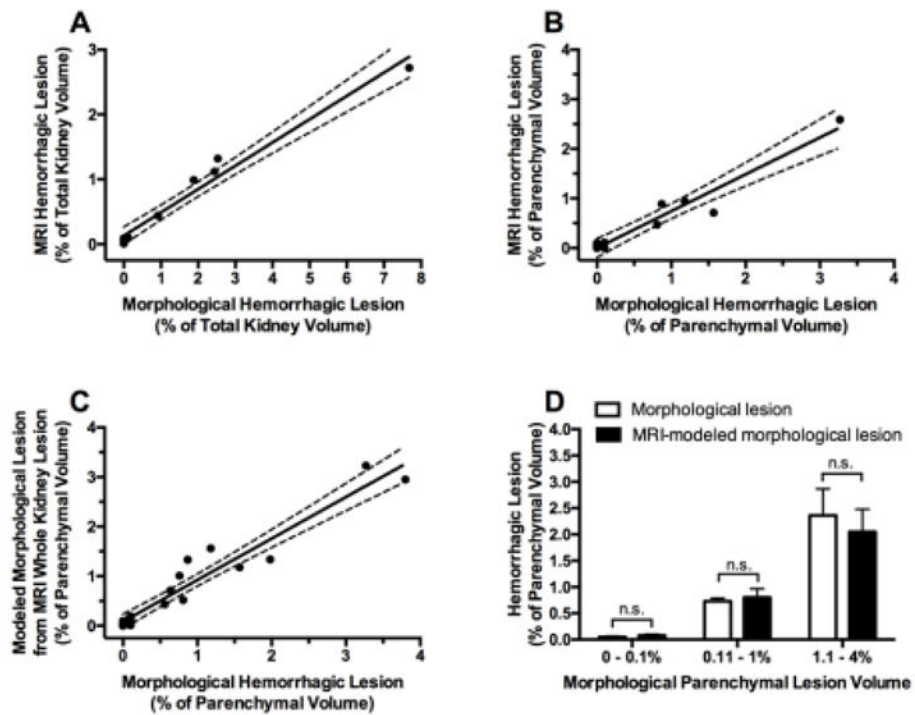 A
MRI Hemorrhagic Lesion
(% of Total Kidney Volume)
3
2
1
0
0 1 2 3 4 5 6 7 8
Morphological Hemorrhagic Lesion
(% of Total Kidney Volume)
B
MRI Hemorrhagic Lesion
(% of Parenchymal Volume)
4
3
2
1
0
0 1 2 3 4
Morphological Hemorrhagic Lesion
(% of Parenchymal Volume)
C
Modeled Morphological Lesion
from MRI Whole Kidney Lesion
(% of Parenchymal Volume)
4
3
2
1
0
0 1 2 3 4
Morphological Hemorrhagic Lesion
(% of Parenchymal Volume)
D
Morphological lesion
MRI-modeled morphological lesion
Hemorrhagic Lesion
(% of Parenchymal Volume)
4.0
3.5
3.0
2.5
2.0
1.5
1.0
0.5
0.0
n.s.
n.s.
n.s.
0 - 0.1% 0.11 - 1% 1.1 - 4%
Morphological Parenchymal Lesion Volume